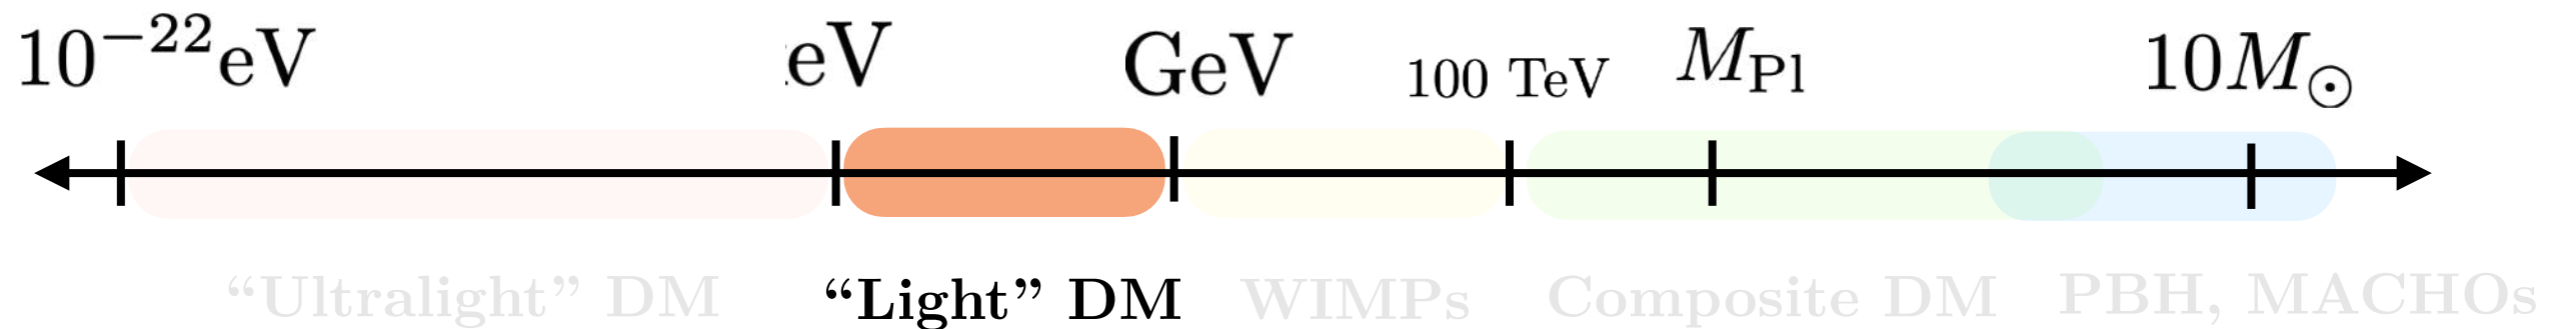 10⁻²²eV eV GeV 100 TeV M_Pl 10M_⊙
“Ultralight” DM “Light” DM WIMPs Composite DM PBH, MACHOs